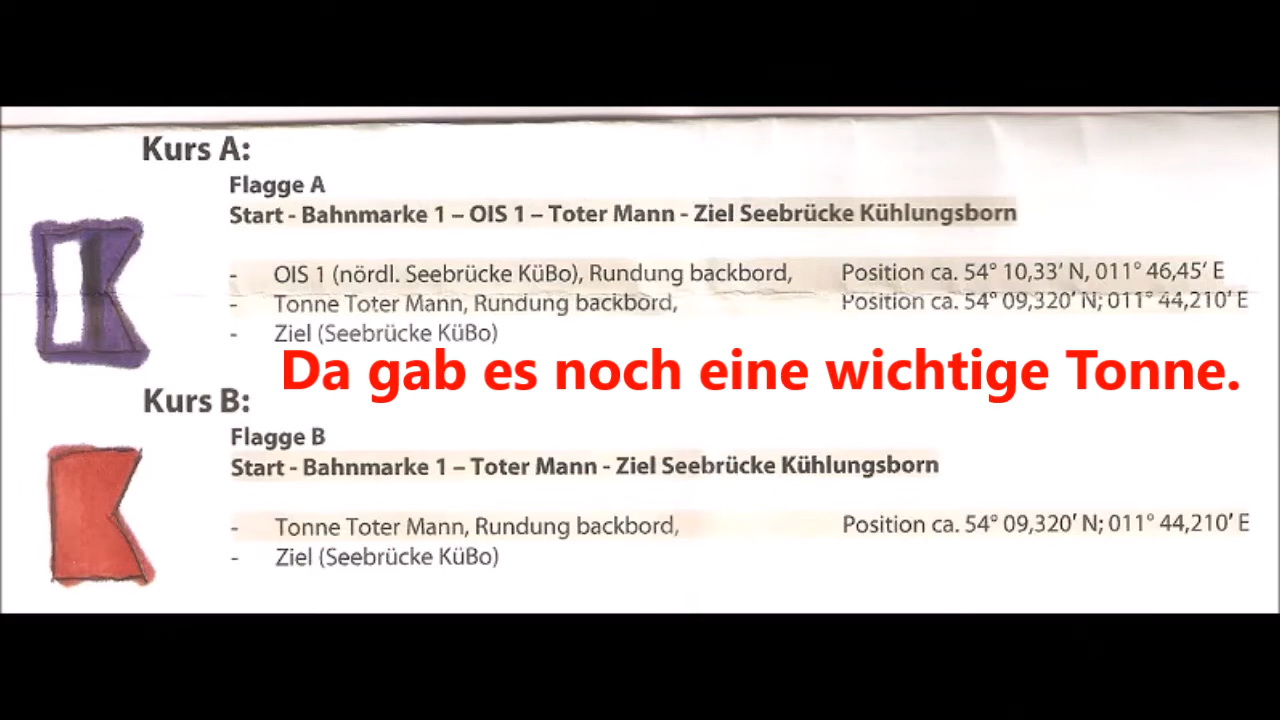 Kurs A:
Flagge A
Start - Bahnmarke 1 – OIS 1 – Toter Mann - Ziel Seebrücke Kühlungsborn
- OIS 1 (nördl. Seebrücke KüBo), Rundung backbord, Position ca. 54° 10,33′ N, 011° 46,45′ E
- Tonne Toter Mann, Rundung backbord, Position ca. 54° 09,320′ N; 011° 44,210′ E
- Ziel (Seebrücke KüBo)
Da gab es noch eine wichtige Tonne.
Kurs B:
Flagge B
Start - Bahnmarke 1 – Toter Mann - Ziel Seebrücke Kühlungsborn
- Tonne Toter Mann, Rundung backbord, Position ca. 54° 09,320′ N; 011° 44,210′ E
- Ziel (Seebrücke KüBo)